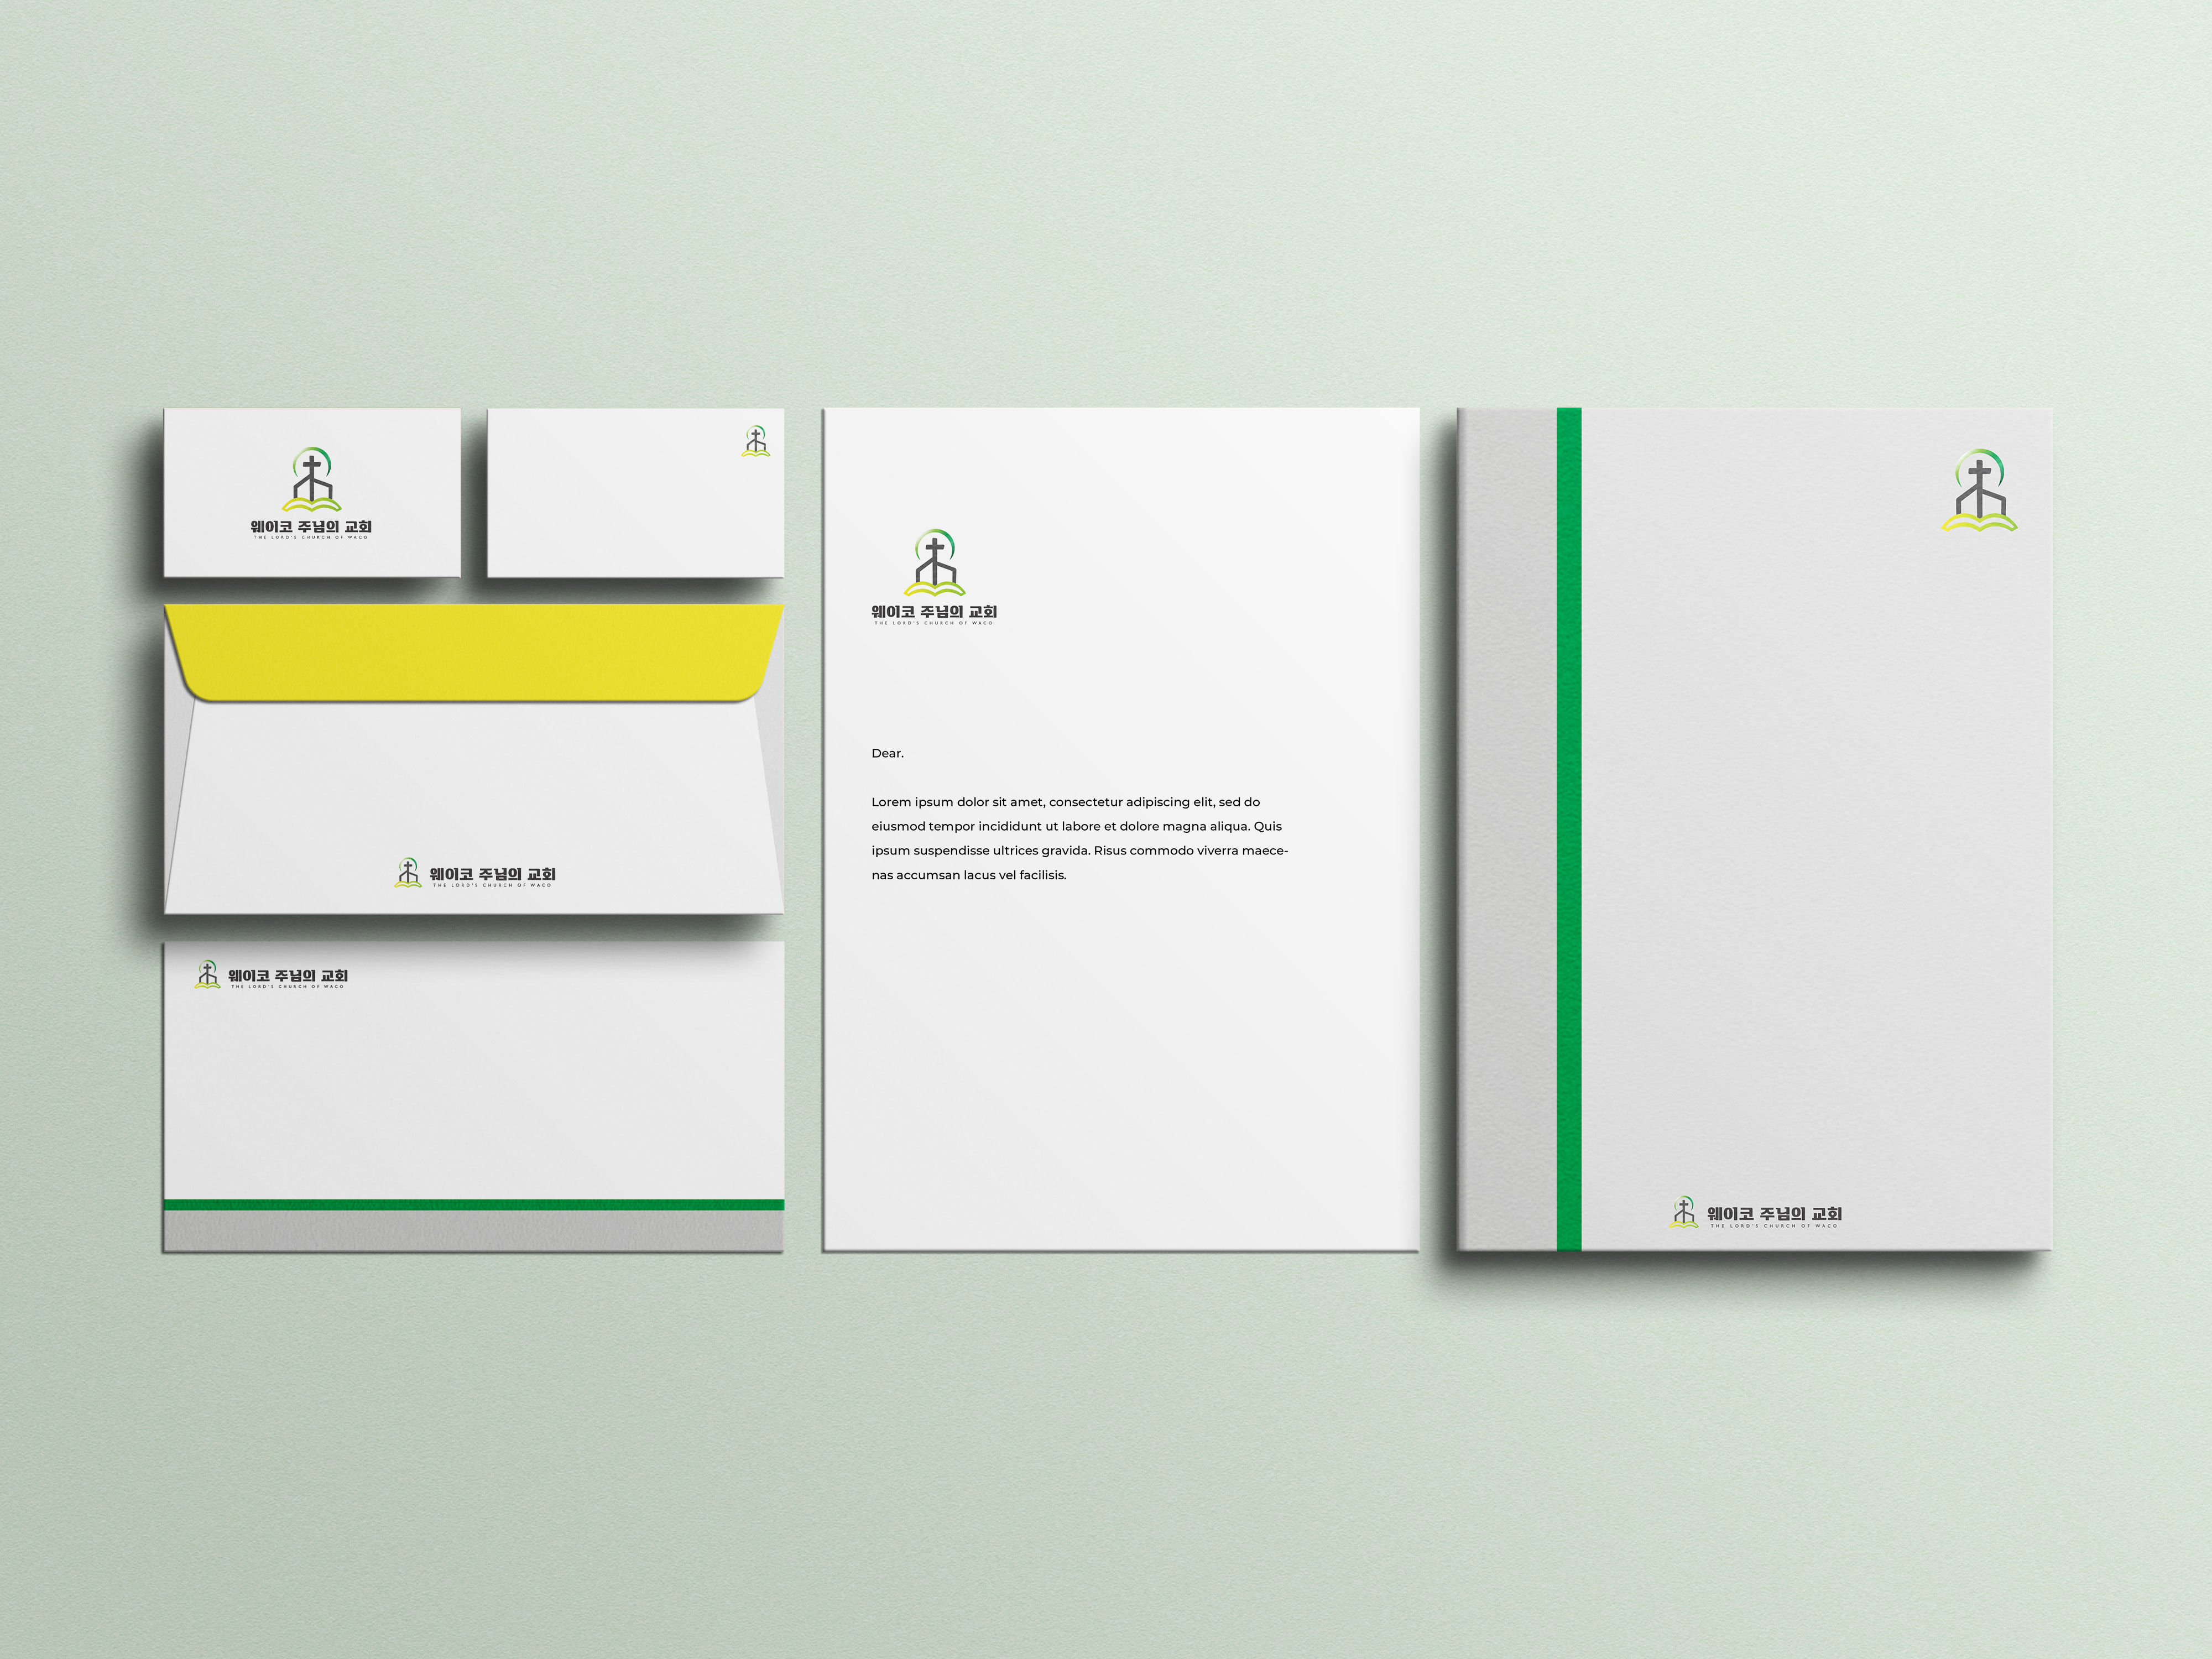 웨이코 주님의 교회
THE LORD'S CHURCH OF WACO
웨이코 주님의 교회
THE LORD'S CHURCH OF WACO
웨이코 주님의 교회
THE LORD'S CHURCH OF WACO
웨이코 주님의 교회
THE LORD'S CHURCH OF WACO
Dear.
Lorem ipsum dolor sit amet, consectetur adipiscing elit, sed do
eiusmod tempor incididunt ut labore et dolore magna aliqua. Quis
ipsum suspendisse ultrices gravida. Risus commodo viverra maece-
nas accumsan lacus vel facilisis.
웨이코 주님의 교회
THE LORD'S CHURCH OF WACO